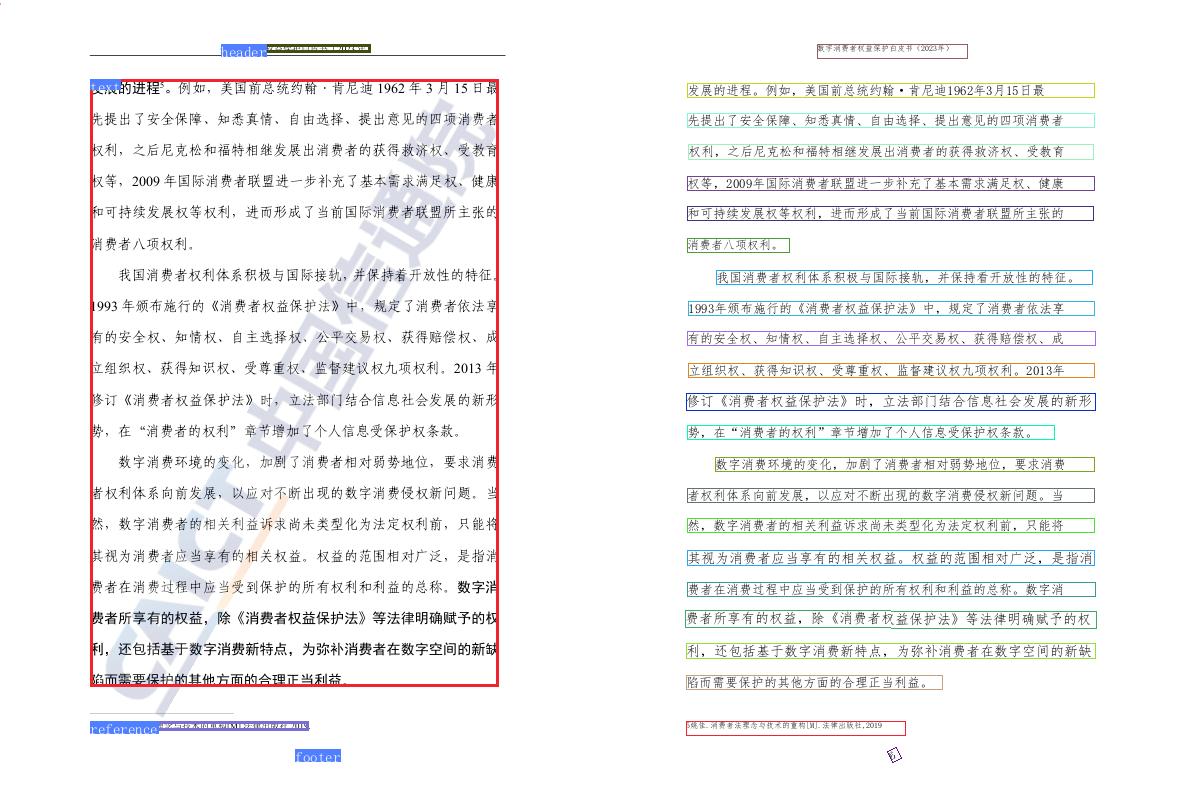 header
text
发展的进程5。例如，美国前总统约翰·肯尼迪 1962 年 3 月 15 日最
先提出了安全保障、知悉真情、自由选择、提出意见的四项消费者
权利，之后尼克松和福特相继发展出消费者的获得救济权、受教育
权等，2009 年国际消费者联盟进一步补充了基本需求满足权、健康
和可持续发展权等权利，进而形成了当前国际消费者联盟所主张的
消费者八项权利。
我国消费者权利体系积极与国际接轨，并保持着开放性的特征。
1993 年颁布施行的《消费者权益保护法》中，规定了消费者依法享
有的安全权、知情权、自主选择权、公平交易权、获得赔偿权、成
立组织权、获得知识权、受尊重权、监督建议权九项权利。2013 年
修订《消费者权益保护法》时，立法部门结合信息社会发展的新形
势，在“消费者的权利”章节增加了个人信息受保护权条款。
数字消费环境的变化，加剧了消费者相对弱势地位，要求消费
者权利体系向前发展，以应对不断出现的数字消费侵权新问题。当
然，数字消费者的相关利益诉求尚未类型化为法定权利前，只能将
其视为消费者应当享有的相关权益。权益的范围相对广泛，是指消
费者在消费过程中应当受到保护的所有权利和利益的总称。数字消
费者所享有的权益，除《消费者权益保护法》等法律明确赋予的权
利，还包括基于数字消费新特点，为弥补消费者在数字空间的新缺
陷而需要保护的其他方面的合理正当利益。
CAICT 中国信通院
reference
footer
数字消费者权益保护白皮书（2023年）
发展的进程。例如，美国前总统约翰·肯尼迪1962年3月15日最
先提出了安全保障、知悉真情、自由选择、提出意见的四项消费者
权利，之后尼克松和福特相继发展出消费者的获得救济权、受教育
权等，2009年国际消费者联盟进一步补充了基本需求满足权、健康
和可持续发展权等权利，进而形成了当前国际消费者联盟所主张的
消费者八项权利。
我国消费者权利体系积极与国际接轨，并保持着开放性的特征。
1993年颁布施行的《消费者权益保护法》中，规定了消费者依法享
有的安全权、知情权、自主选择权、公平交易权、获得赔偿权、成
立组织权、获得知识权、受尊重权、监督建议权九项权利。2013年
修订《消费者权益保护法》时，立法部门结合信息社会发展的新形
势，在“消费者的权利”章节增加了个人信息受保护权条款。
数字消费环境的变化，加剧了消费者相对弱势地位，要求消费
者权利体系向前发展，以应对不断出现的数字消费侵权新问题。当
然，数字消费者的相关利益诉求尚未类型化为法定权利前，只能将
其视为消费者应当享有的相关权益。权益的范围相对广泛，是指消
费者在消费过程中应当受到保护的所有权利和利益的总称。数字消
费者所享有的权益，除《消费者权益保护法》等法律明确赋予的权
利，还包括基于数字消费新特点，为弥补消费者在数字空间的新缺
陷而需要保护的其他方面的合理正当利益。
5姚佳.消费者法理念与技术的重构[M].法律出版社,2019
6